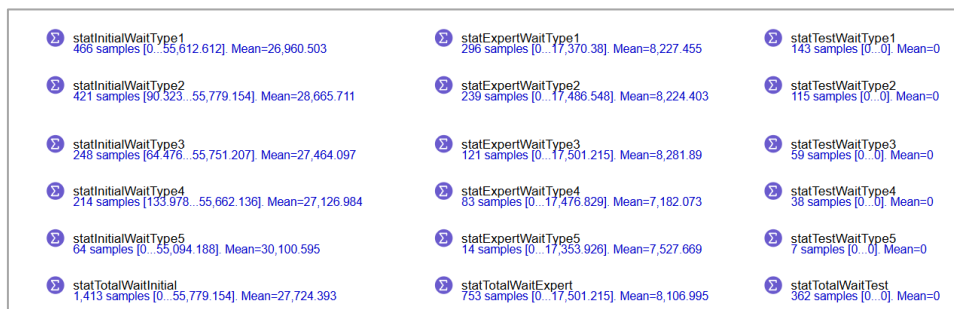 statInitialWaitType1
466 samples [0...55,612.612]. Mean=26,960.503
statInitialWaitType2
421 samples [90.323...55,779.154]. Mean=28,665.711
statInitialWaitType3
248 samples [64.476...55,751.207]. Mean=27,464.097
statInitialWaitType4
214 samples [133.978...55,662.136]. Mean=27,126.984
statInitialWaitType5
64 samples [0...55,094.188]. Mean=30,100.595
statTotalWaitInitial
1,413 samples [0...55,779.154]. Mean=27,724.393
statExpertWaitType1
296 samples [0...17,370.38]. Mean=8,227.455
statExpertWaitType2
239 samples [0...17,486.548]. Mean=8,224.403
statExpertWaitType3
121 samples [0...17,501.215]. Mean=8,281.89
statExpertWaitType4
83 samples [0...17,476.829]. Mean=7,182.073
statExpertWaitType5
14 samples [0...17,353.926]. Mean=7,527.669
statTotalWaitExpert
753 samples [0...17,501.215]. Mean=8,106.995
statTestWaitType1
143 samples [0...0]. Mean=0
statTestWaitType2
115 samples [0...0]. Mean=0
statTestWaitType3
59 samples [0...0]. Mean=0
statTestWaitType4
38 samples [0...0]. Mean=0
statTestWaitType5
7 samples [0...0]. Mean=0
statTotalWaitTest
362 samples [0...0]. Mean=0